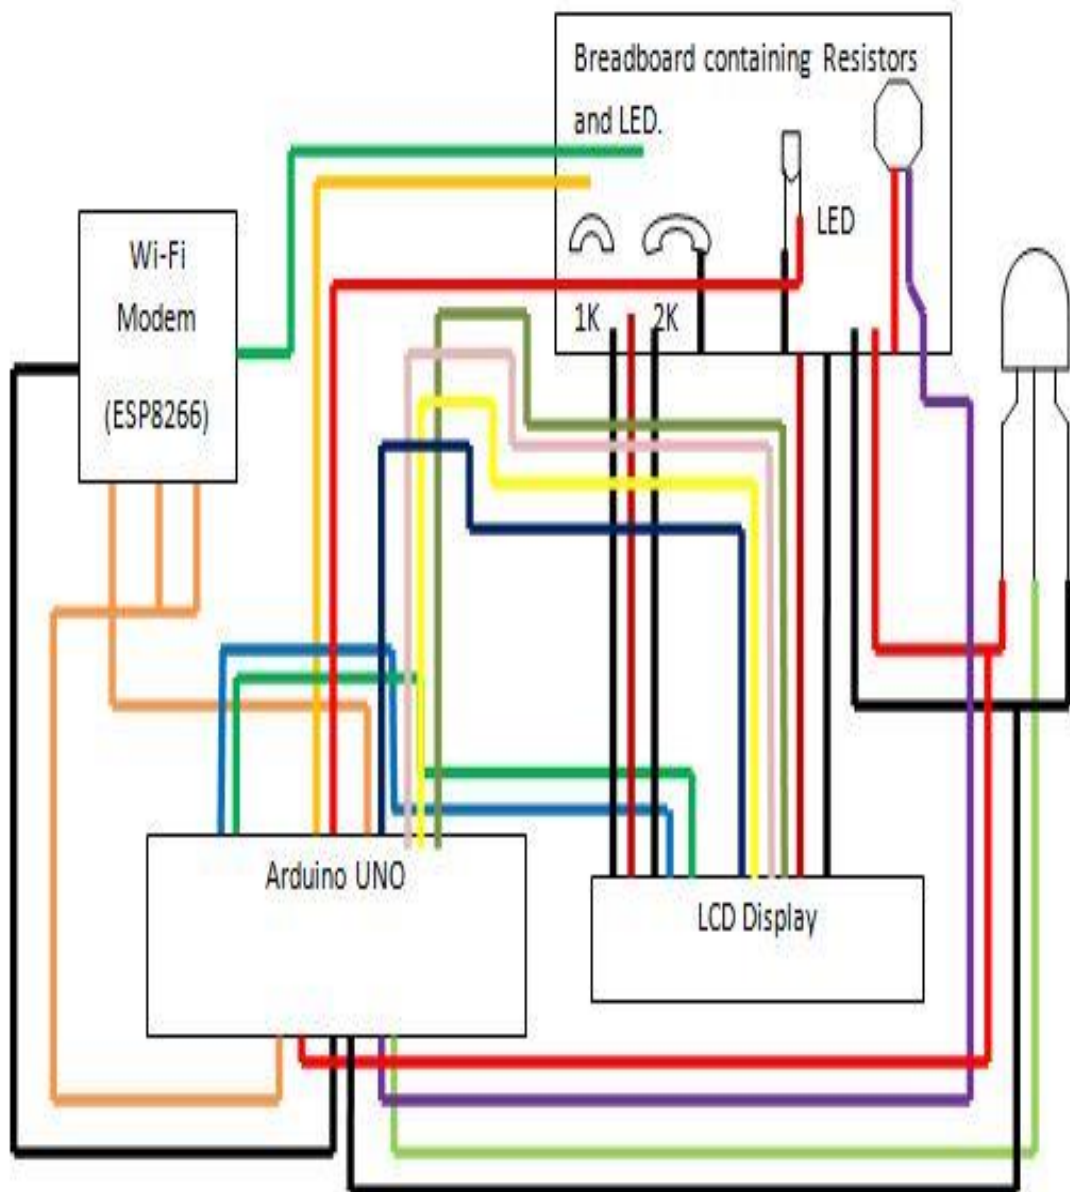 Breadboard containing Resistors
and LED.
LED
1K
2K
Wi-Fi
Modem
(ESP8266)
Arduino UNO
LCD Display